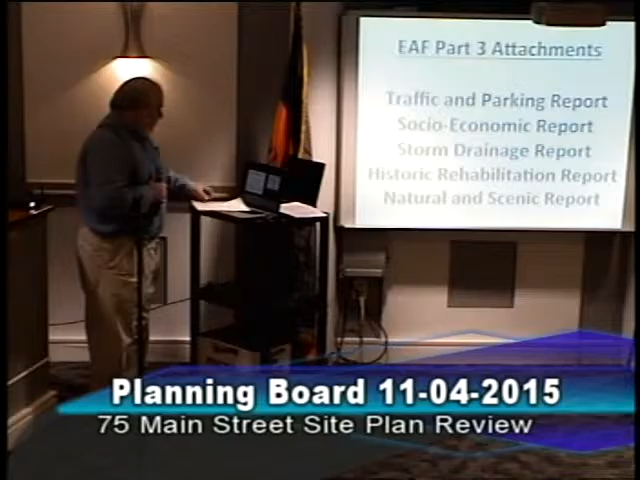 EAF Part 3 Attachments
Traffic and Parking Report
Socio-Economic Report
Storm Drainage Report
Historic Rehabilitation Report
Natural and Scenic Report
Planning Board 11-04-2015
75 Main Street Site Plan Review